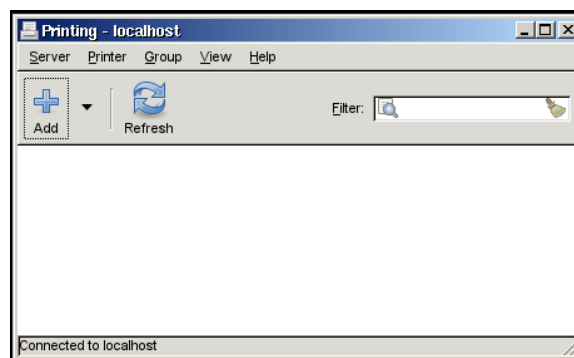 Printing - localhost
Server Printer Group View Help
Add Refresh Filter:
Connected to localhost